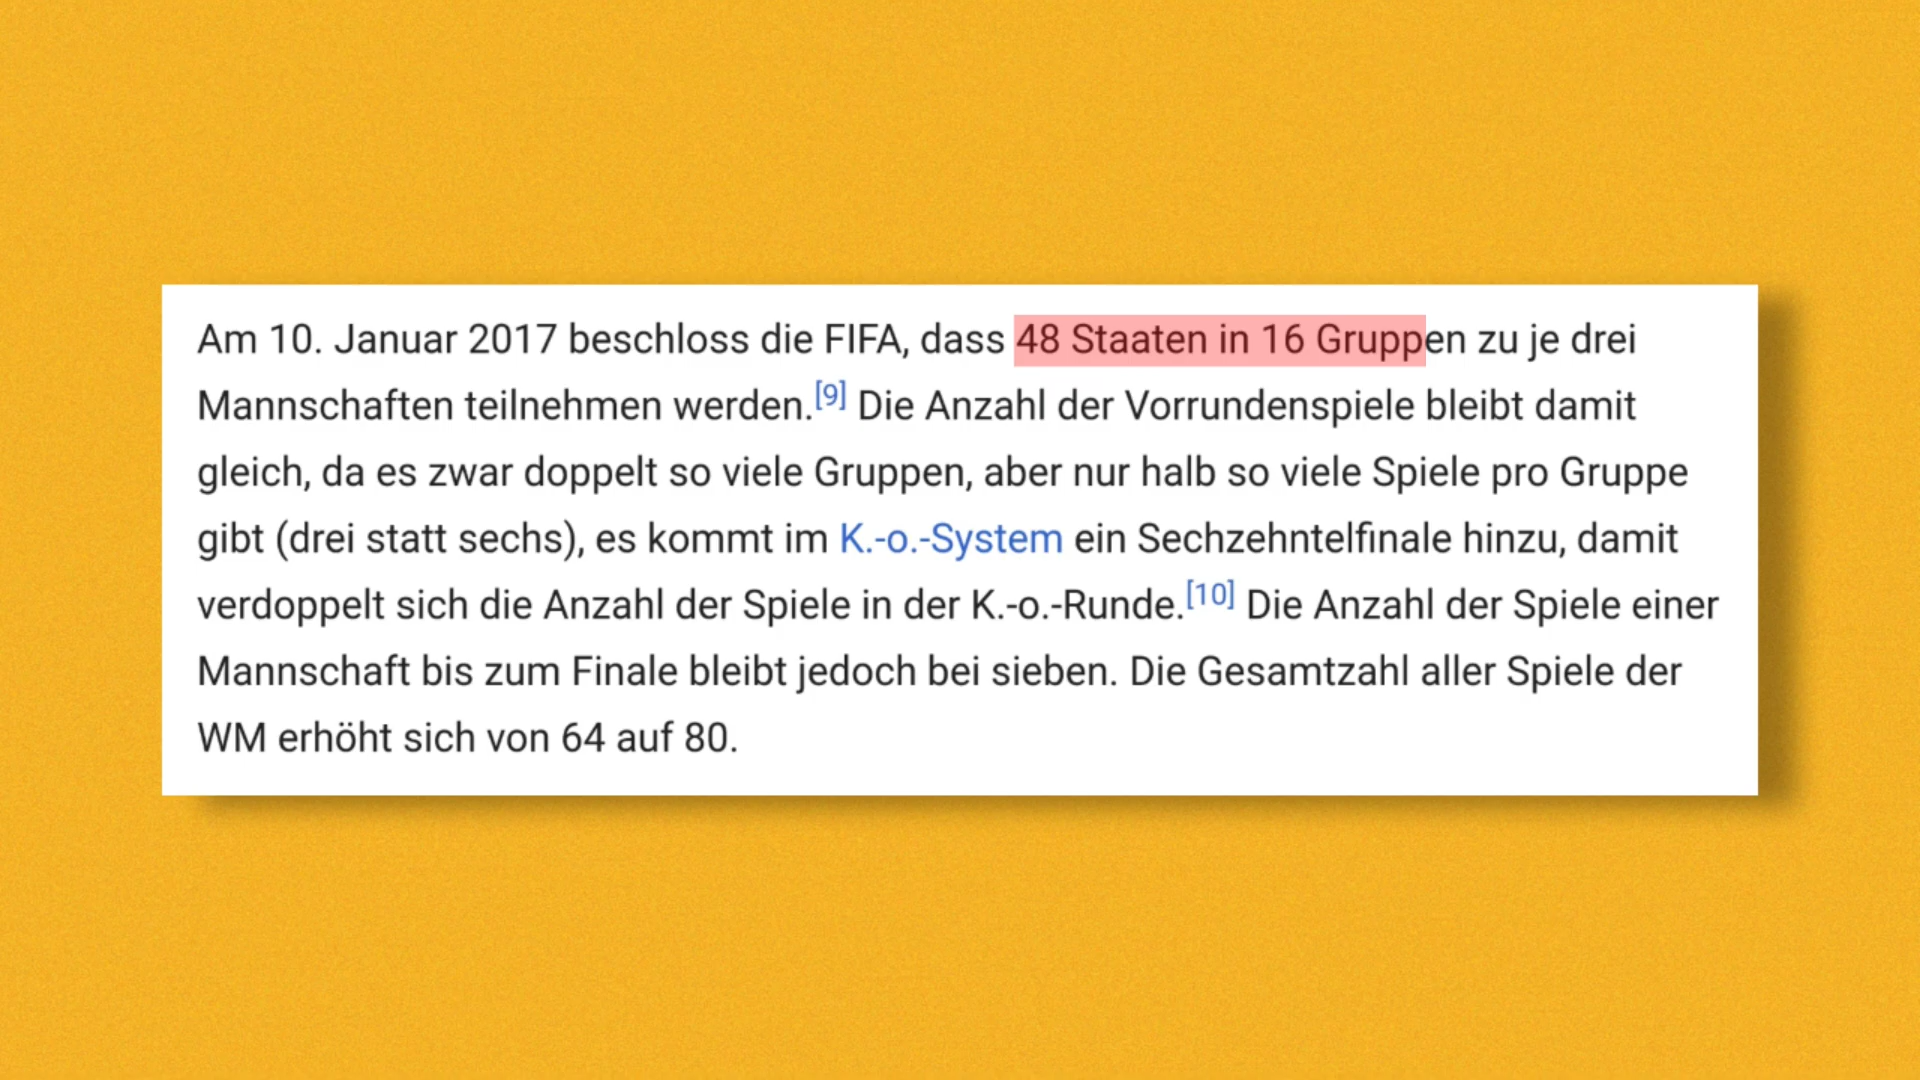 Am 10. Januar 2017 beschloss die FIFA, dass 48 Staaten in 16 Gruppen zu je drei
Mannschaften teilnehmen werden.[9] Die Anzahl der Vorrundenspiele bleibt damit
gleich, da es zwar doppelt so viele Gruppen, aber nur halb so viele Spiele pro Gruppe
gibt (drei statt sechs), es kommt im K.-o.-System ein Sechzehntelfinale hinzu, damit
verdoppelt sich die Anzahl der Spiele in der K.-o.-Runde.[10] Die Anzahl der Spiele einer
Mannschaft bis zum Finale bleibt jedoch bei sieben. Die Gesamtzahl aller Spiele der
WM erhöht sich von 64 auf 80.